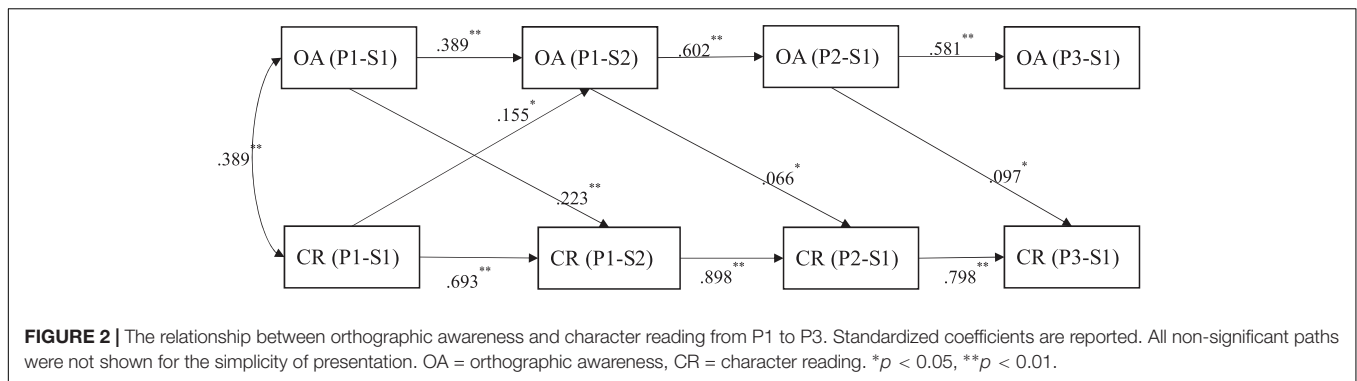 OA (P1-S1) .389** OA (P1-S2) .602** OA (P2-S1) .581** OA (P3-S1)
.155*
.389** .223** .066* .097*
CR (P1-S1) .693** CR (P1-S2) .898** CR (P2-S1) .798** CR (P3-S1)
FIGURE 2 | The relationship between orthographic awareness and character reading from P1 to P3. Standardized coefficients are reported. All non-significant paths
were not shown for the simplicity of presentation. OA = orthographic awareness, CR = character reading. *p < 0.05, **p < 0.01.